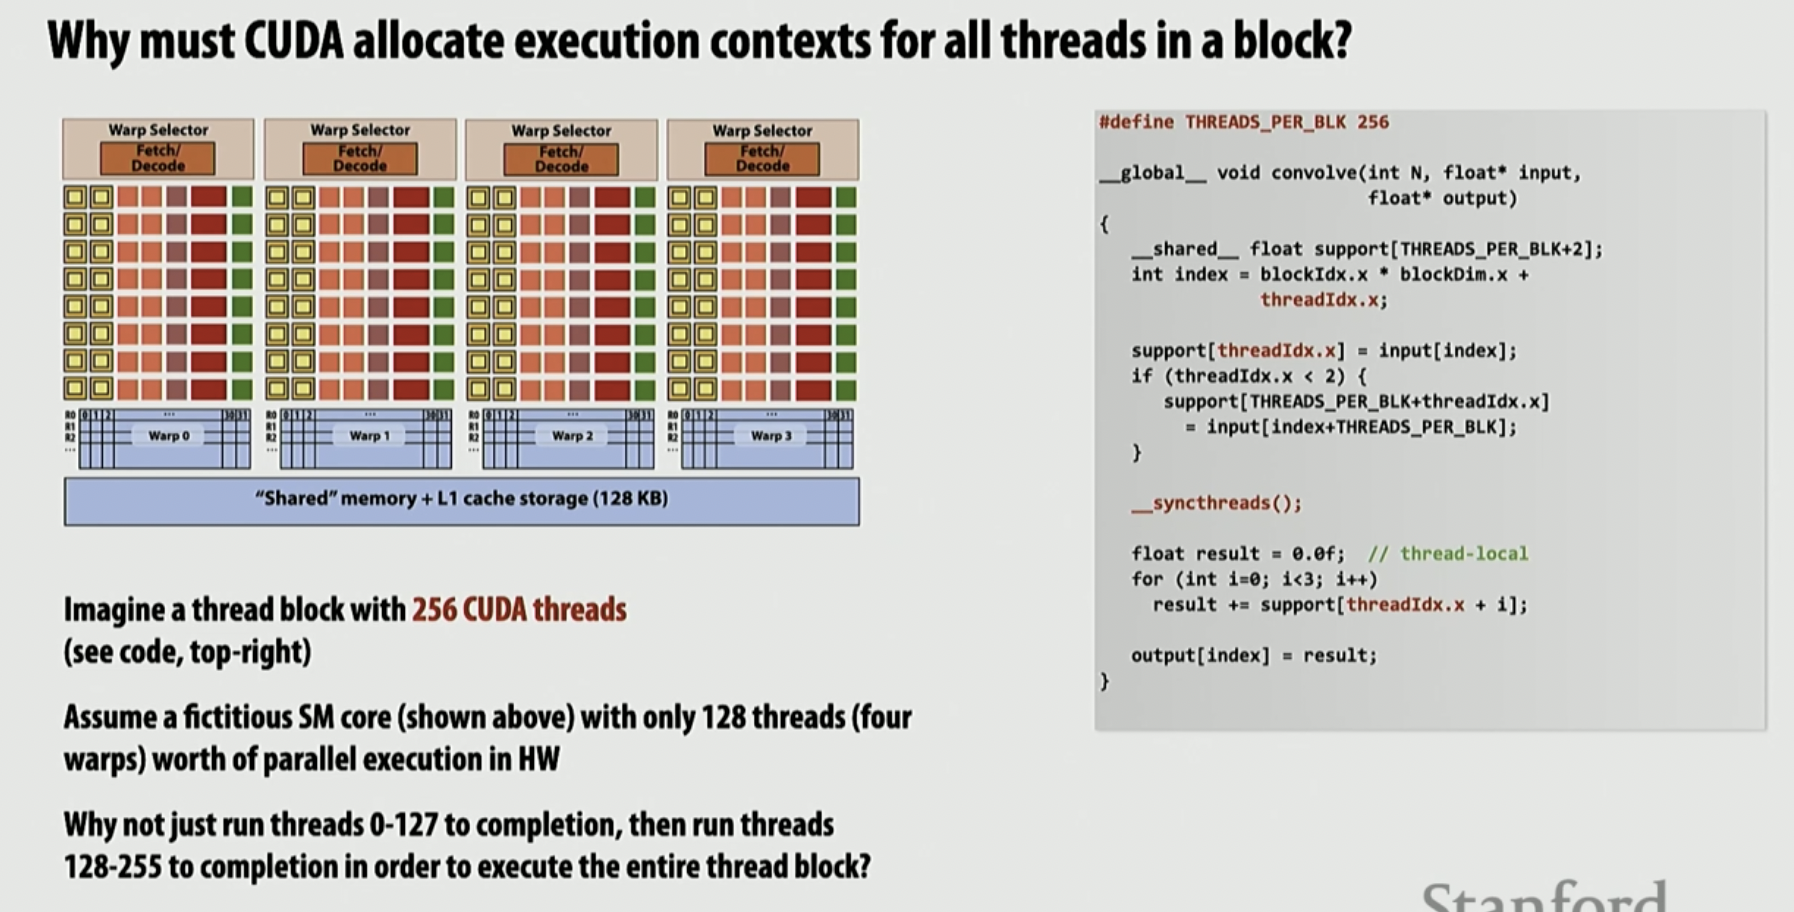 Why must CUDA allocate execution contexts for all threads in a block?
Warp Selector
Fetch/
Decode
Warp Selector
Fetch/
Decode
Warp Selector
Fetch/
Decode
Warp Selector
Fetch/
Decode
R0 0 1 2 ... 30 31
R1
R2
...
Warp 0
R0 0 1 2 ... 30 31
R1
R2
...
Warp 1
R0 0 1 2 ... 30 31
R1
R2
...
Warp 2
R0 0 1 2 ... 30 31
R1
R2
...
Warp 3
“Shared” memory + L1 cache storage (128 KB)
Imagine a thread block with 256 CUDA threads
(see code, top-right)
Assume a fictitious SM core (shown above) with only 128 threads (four
warps) worth of parallel execution in HW
Why not just run threads 0-127 to completion, then run threads
128-255 to completion in order to execute the entire thread block?
#define THREADS_PER_BLK 256
__global__ void convolve(int N, float* input,
float* output)
{
__shared__ float support[THREADS_PER_BLK+2];
int index = blockIdx.x * blockDim.x +
threadIdx.x;
support[threadIdx.x] = input[index];
if (threadIdx.x < 2) {
support[THREADS_PER_BLK+threadIdx.x]
= input[index+THREADS_PER_BLK];
}
__syncthreads();
float result = 0.0f; // thread-local
for (int i=0; i<3; i++)
result += support[threadIdx.x + i];
output[index] = result;
}
Stanford